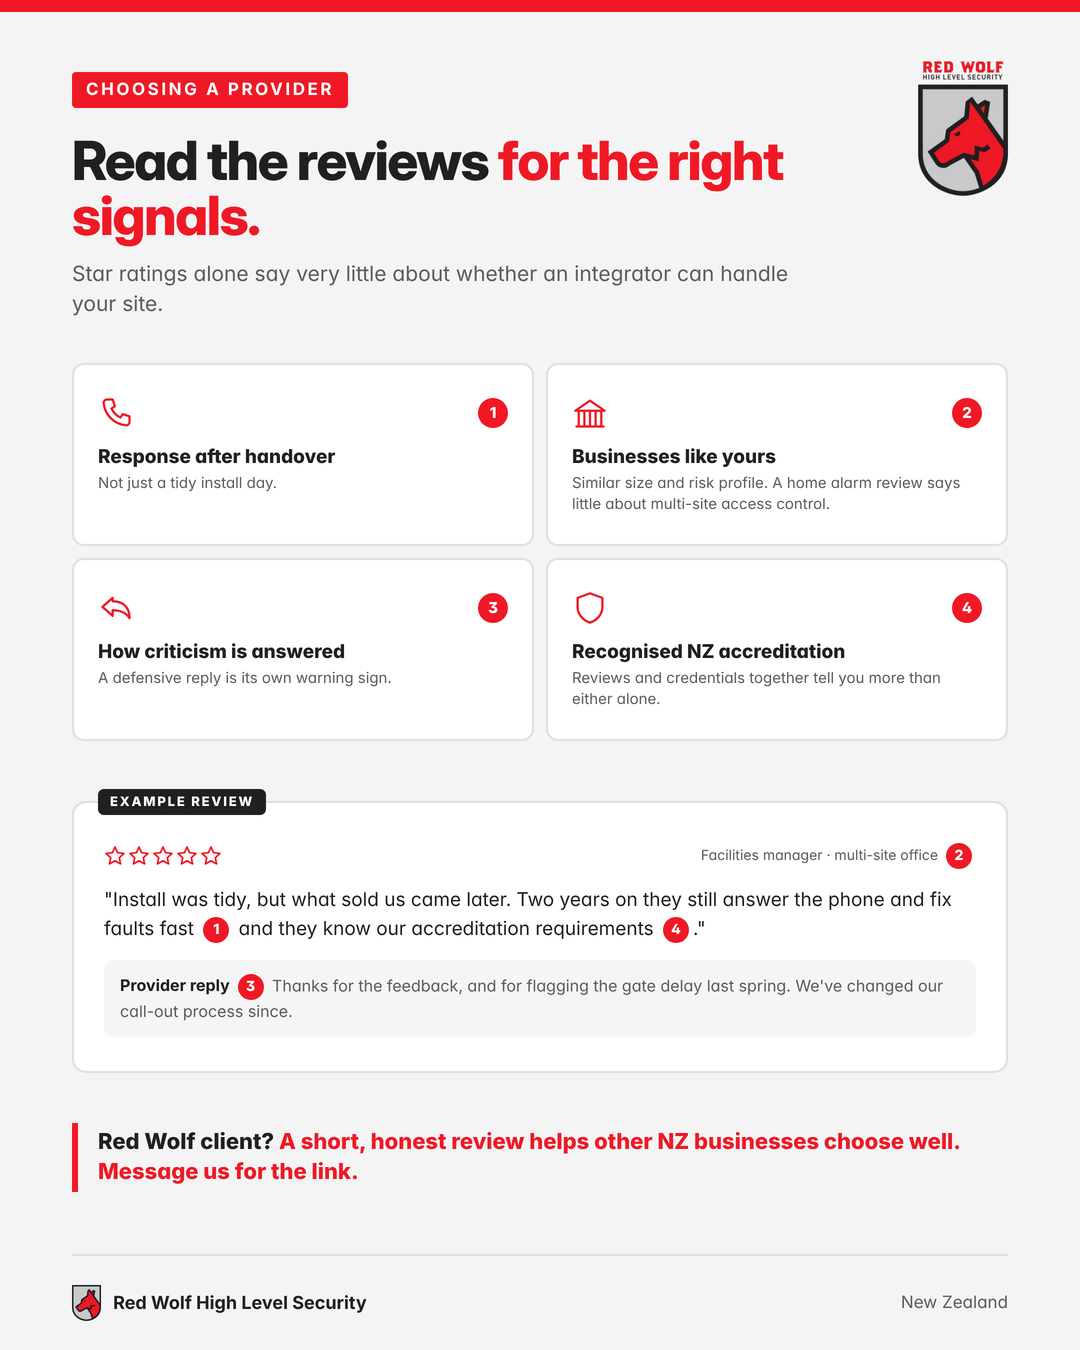 RED WOLF
HIGH LEVEL SECURITY
CHOOSING A PROVIDER
Read the reviews for the right
signals.
Star ratings alone say very little about whether an integrator can handle
your site.
1
Response after handover
Not just a tidy install day.
2
Businesses like yours
Similar size and risk profile. A home alarm review says
little about multi-site access control.
3
How criticism is answered
A defensive reply is its own warning sign.
4
Recognised NZ accreditation
Reviews and credentials together tell you more than
either alone.
EXAMPLE REVIEW
Facilities manager · multi-site office 2
"Install was tidy, but what sold us came later. Two years on they still answer the phone and fix
faults fast 1 and they know our accreditation requirements 4."
Provider reply 3 Thanks for the feedback, and for flagging the gate delay last spring. We've changed our
call-out process since.
Red Wolf client? A short, honest review helps other NZ businesses choose well.
Message us for the link.
Red Wolf High Level Security
New Zealand